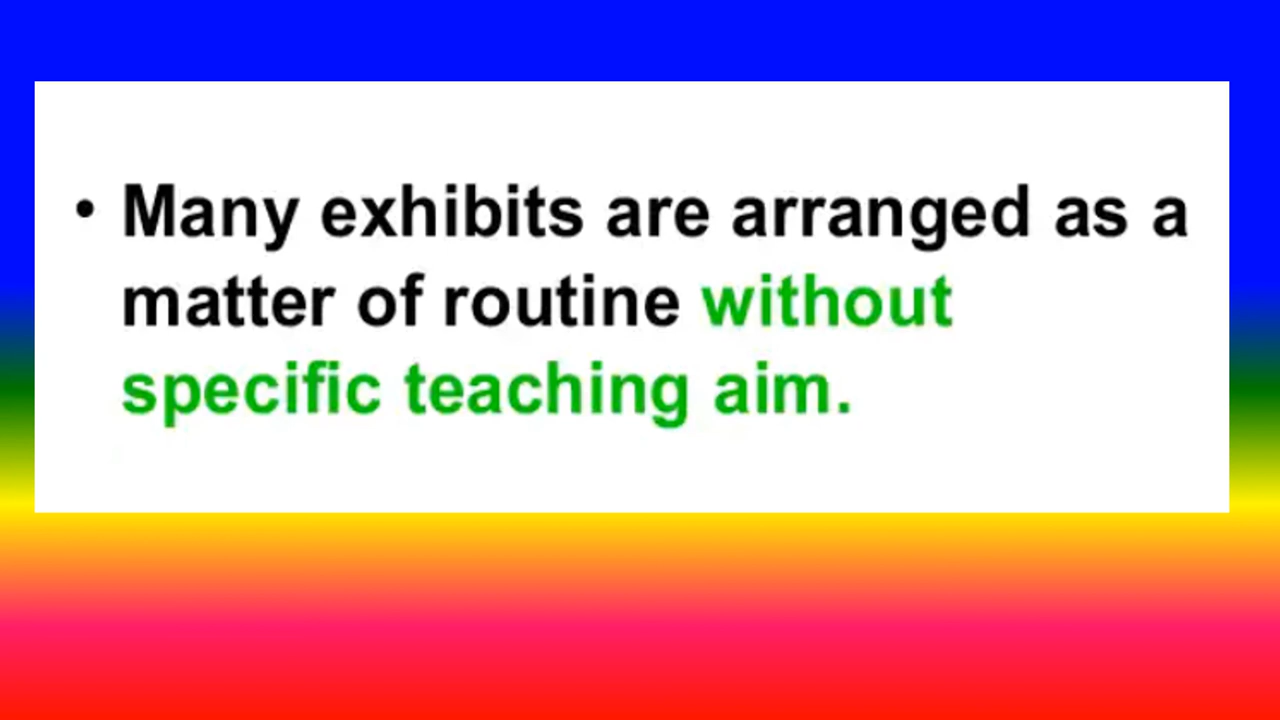 • Many exhibits are arranged as a
matter of routine without
specific teaching aim.